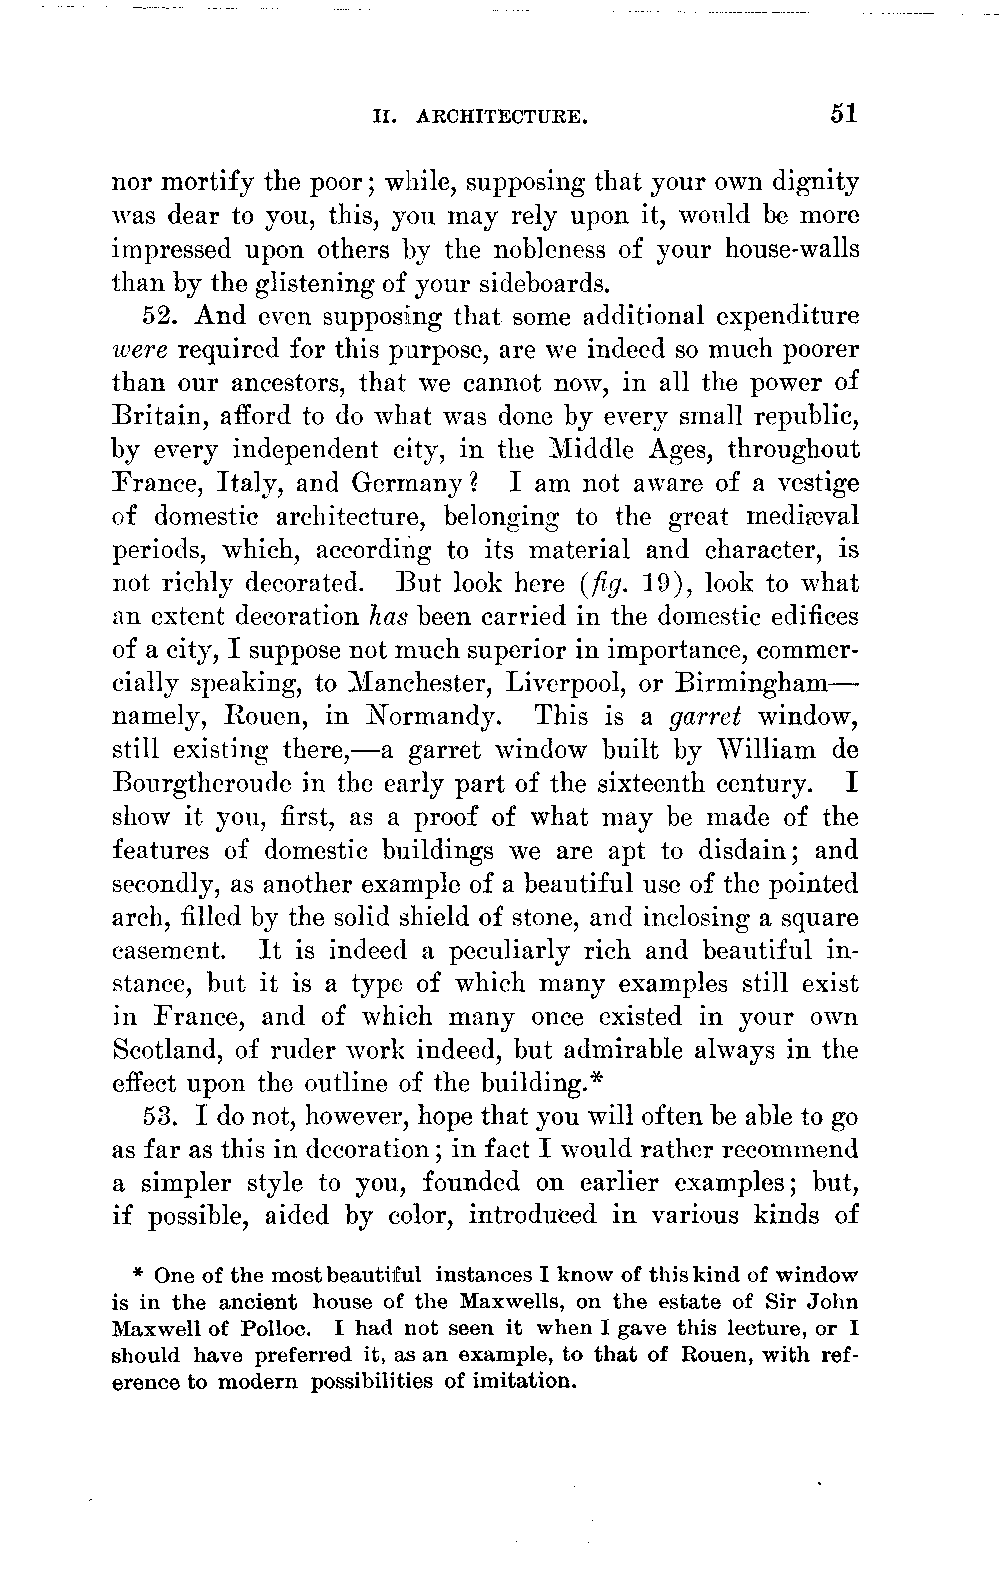 II. ARCHITECTURE. 51
nor mortify the poor; while, supposing that your own dignity
was dear to you, this, you may rely upon it, would be more
impressed upon others by the nobleness of your house-walls
than by the glistening of your sideboards.
52. And even supposing that some additional expenditure
were required for this purpose, are we indeed so much poorer
than our ancestors, that we cannot now, in all the power of
Britain, afford to do what was done by every small republic,
by every independent city, in the Middle Ages, throughout
France, Italy, and Germany? I am not aware of a vestige
of domestic architecture, belonging to the great mediæval
periods, which, according to its material and character, is
not richly decorated. But look here (fig. 19), look to what
an extent decoration has been carried in the domestic edifices
of a city, I suppose not much superior in importance, commer-
cially speaking, to Manchester, Liverpool, or Birmingham—
namely, Rouen, in Normandy. This is a garret window,
still existing there,—a garret window built by William de
Bourgtheroude in the early part of the sixteenth century. I
show it you, first, as a proof of what may be made of the
features of domestic buildings we are apt to disdain; and
secondly, as another example of a beautiful use of the pointed
arch, filled by the solid shield of stone, and inclosing a square
casement. It is indeed a peculiarly rich and beautiful in-
stance, but it is a type of which many examples still exist
in France, and of which many once existed in your own
Scotland, of ruder work indeed, but admirable always in the
effect upon the outline of the building.*
53. I do not, however, hope that you will often be able to go
as far as this in decoration; in fact I would rather recommend
a simpler style to you, founded on earlier examples; but,
if possible, aided by color, introduced in various kinds of
* One of the most beautiful instances I know of this kind of window
is in the ancient house of the Maxwells, on the estate of Sir John
Maxwell of Polloc. I had not seen it when I gave this lecture, or I
should have preferred it, as an example, to that of Rouen, with ref-
erence to modern possibilities of imitation.